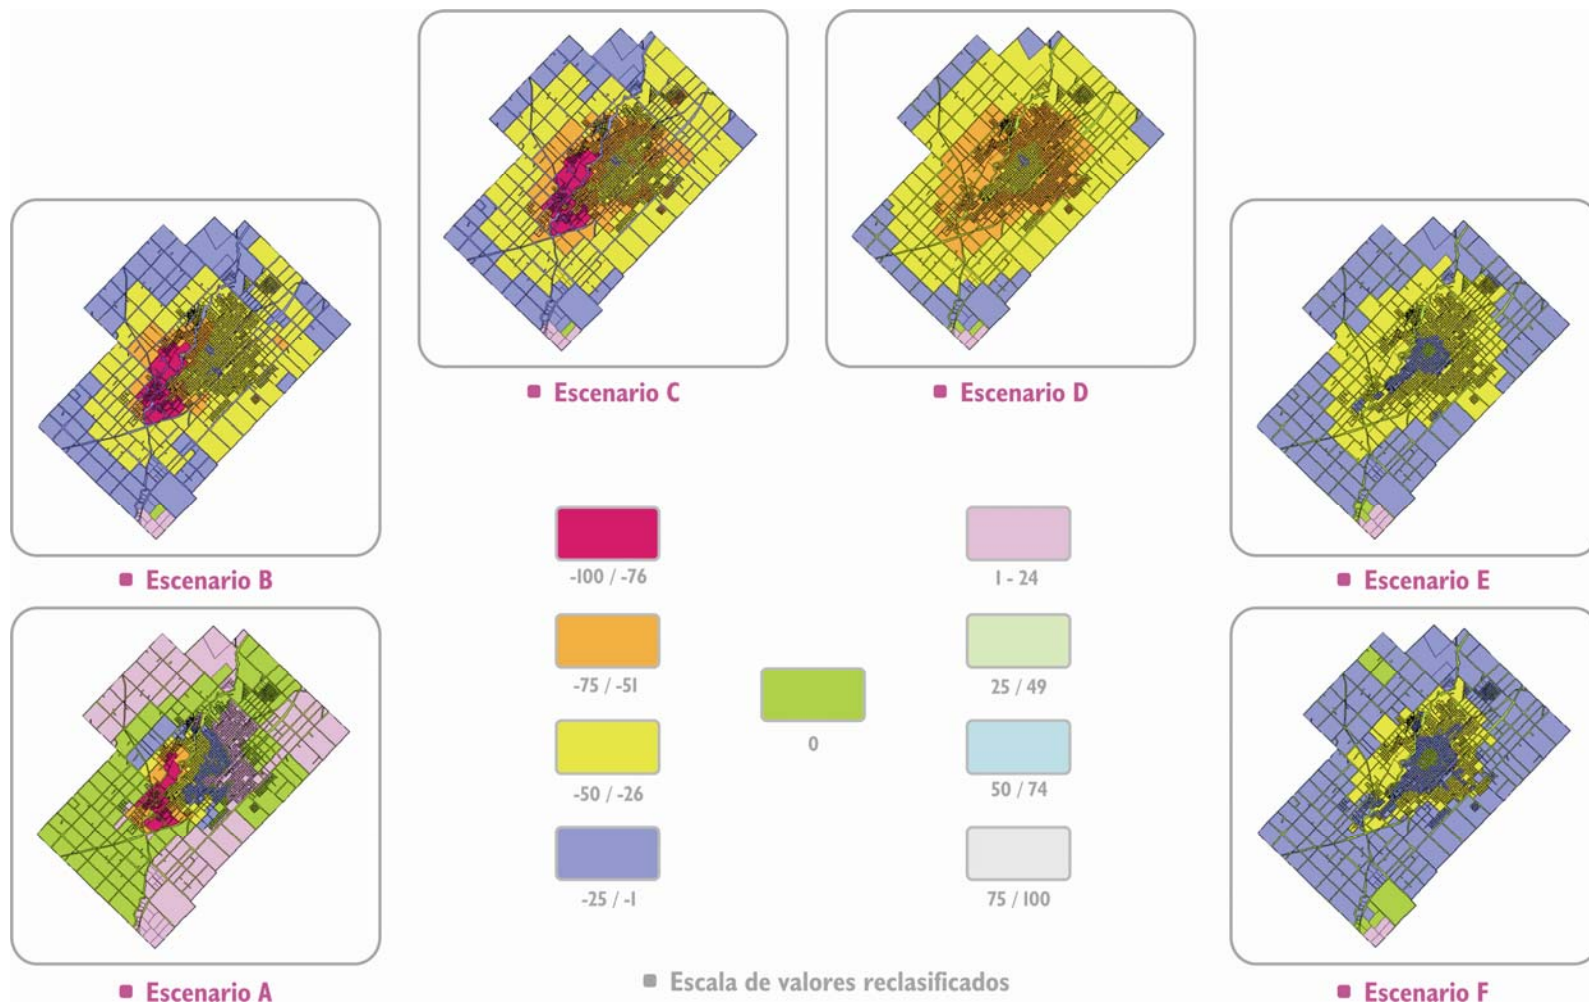 Escenario C
Escenario D
Escenario B
Escenario E
-100 / -76
1 - 24
-75 / -51
25 / 49
0
-50 / -26
50 / 74
-25 / -1
75 / 100
Escala de valores reclasificados
Escenario A
Escenario F